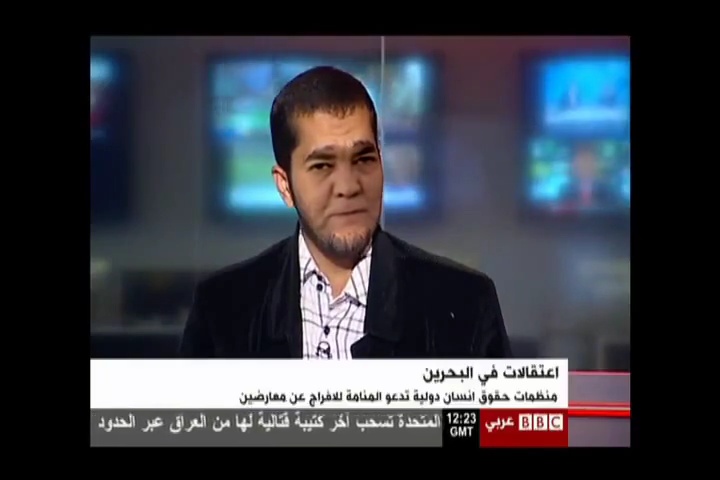 اعتقالات في البحرين
منظمات حقوق انسان دولية تدعو المنامة للافراج عن معارضين
المتحدة تسحب آخر كتيبة قتالية لها من العراق عبر الحدود
12:23
GMT
عربي BBC